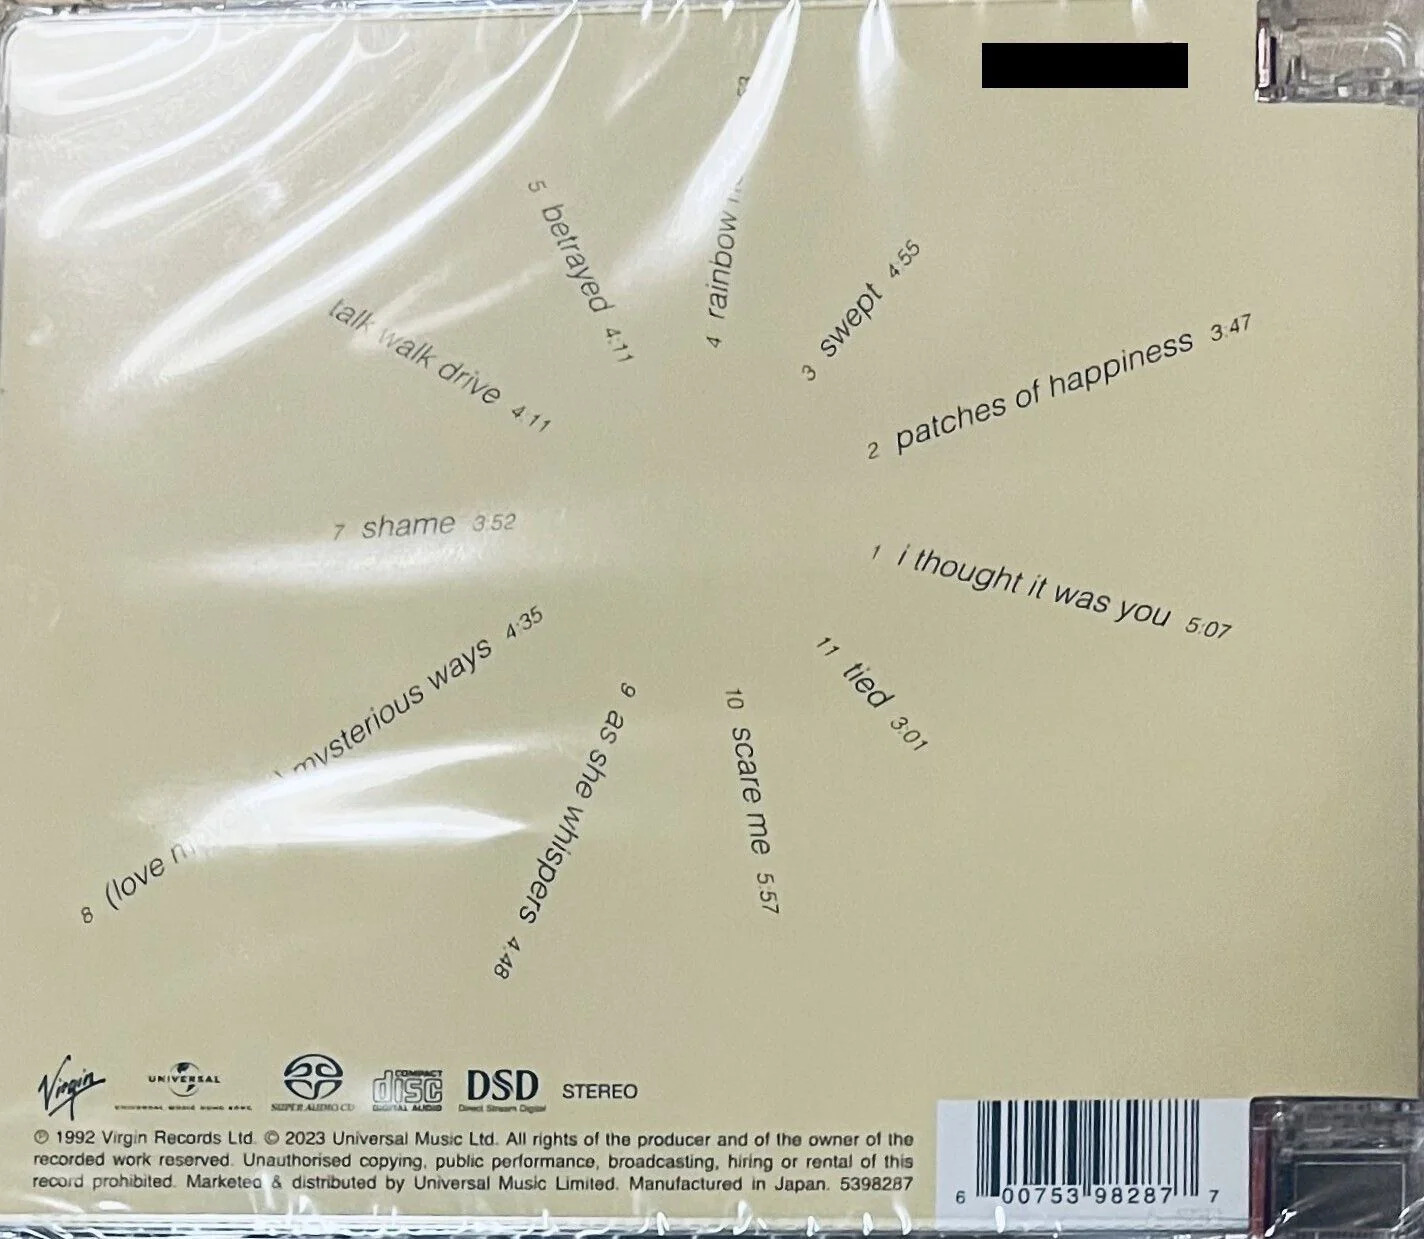 1 i thought it was you 5:07
2 patches of happiness 3:47
3 swept 4:55
4 rainbow
5 betrayed 4:11
talk walk drive 4:11
7 shame 3:52
8 (love mysterious ways 4:35
9 as she whispers 4:48
10 scare me 5:57
11 tied 3:01
Virgin
UNIVERSAL
UNIVERSAL MUSIC HONG KONG
SUPER AUDIO CD
COMPACT
disc
DIGITAL AUDIO
DSD
Direct Stream Digital
STEREO
℗ 1992 Virgin Records Ltd. © 2023 Universal Music Ltd. All rights of the producer and of the owner of the
recorded work reserved. Unauthorised copying, public performance, broadcasting, hiring or rental of this
record prohibited. Marketed & distributed by Universal Music Limited. Manufactured in Japan. 5398287
6 00753 98287 7